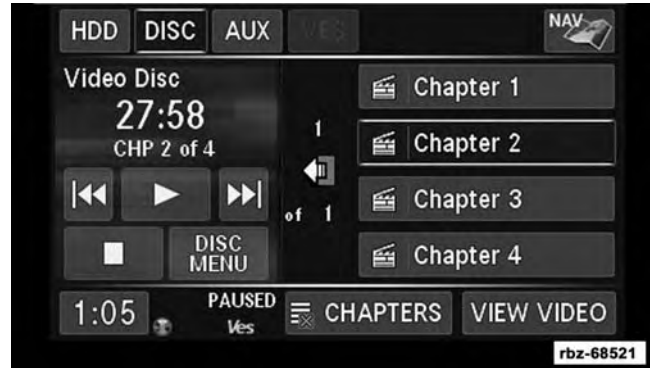 HDD DISC AUX VES NAV
Video Disc
27:58
CHP 2 of 4
DISC
MENU
1
of 1
Chapter 1
Chapter 2
Chapter 3
Chapter 4
1:05
PAUSED
Ves
CHAPTERS
VIEW VIDEO
rbz-68521